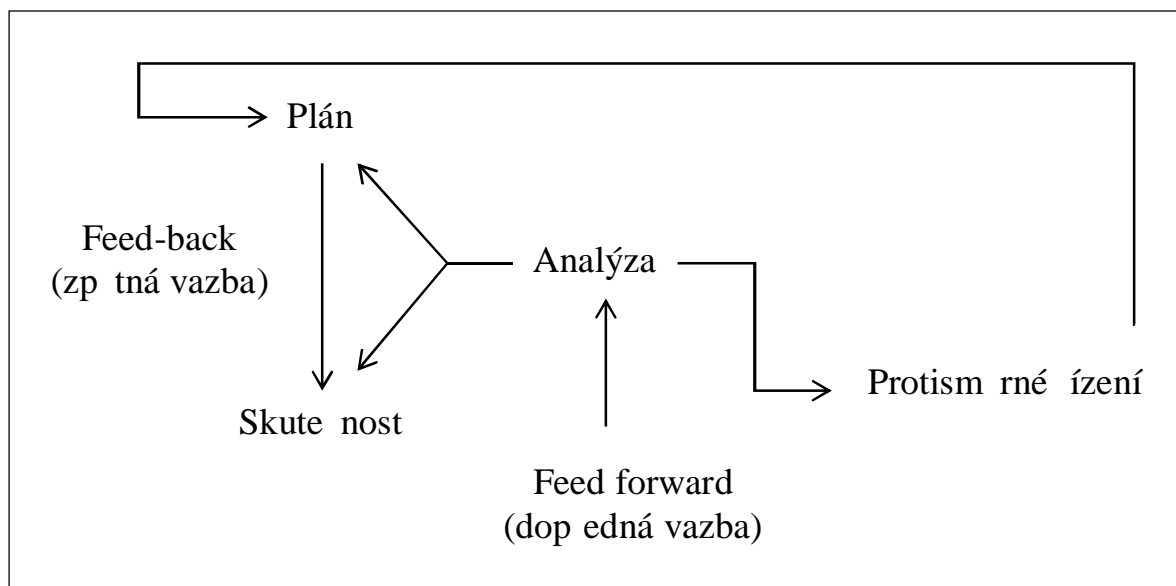 Plán
Feed-back
(zp tná vazba)
Analýza
Protism rné ízení
Skute nost
Feed forward
(dop edná vazba)